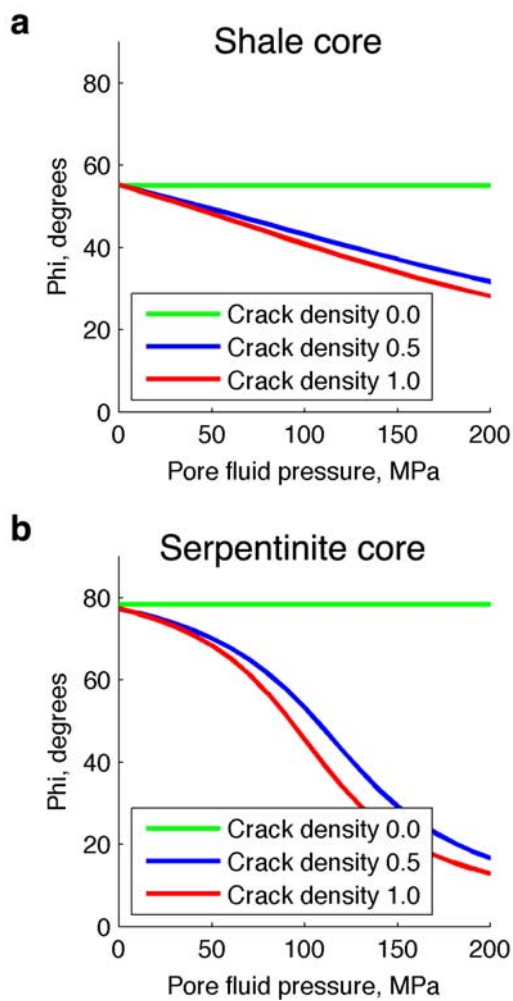 a
Shale core
80
60
40
20
0
Phi, degrees
Crack density 0.0
Crack density 0.5
Crack density 1.0
0 50 100 150 200
Pore fluid pressure, MPa
b
Serpentinite core
80
60
40
20
0
Phi, degrees
Crack density 0.0
Crack density 0.5
Crack density 1.0
0 50 100 150 200
Pore fluid pressure, MPa